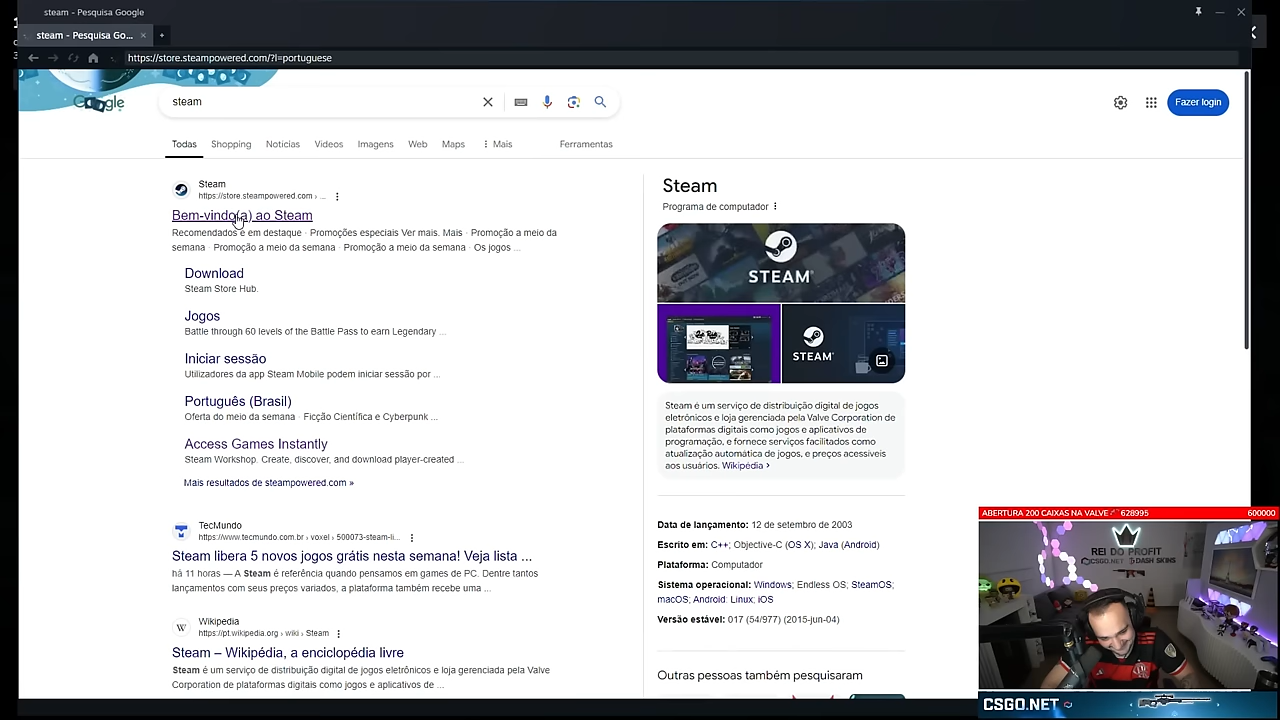 steam - Pesquisa Google
steam - Pesquisa Go...
https://store.steampowered.com/?l=portuguese
Google
steam
Fazer login
Todas
Shopping
Notícias
Vídeos
Imagens
Web
Maps
Mais
Ferramentas
Steam
https://store.steampowered.com › ...
Bem-vindo(a) ao Steam
Recomendados e em destaque · Promoções especiais Ver mais. Mais · Promoção a meio da
semana · Promoção a meio da semana · Promoção a meio da semana · Os jogos ...
Download
Steam Store Hub.
Jogos
Battle through 60 levels of the Battle Pass to earn Legendary ...
Iniciar sessão
Utilizadores da app Steam Mobile podem iniciar sessão por ...
Português (Brasil)
Oferta do meio da semana · Ficção Científica e Cyberpunk ...
Access Games Instantly
Steam Workshop. Create, discover, and download player-created ...
Mais resultados de steampowered.com »
TecMundo
https://www.tecmundo.com.br › voxel › 500073-steam-li...
Steam libera 5 novos jogos grátis nesta semana! Veja lista ...
há 11 horas — A Steam é referência quando pensamos em games de PC. Dentre tantos
lançamentos com seus preços variados, a plataforma também recebe uma ...
W
Wikipedia
https://pt.wikipedia.org › wiki › Steam
Steam – Wikipédia, a enciclopédia livre
Steam é um serviço de distribuição digital de jogos eletrônicos e loja gerenciada pela Valve
Corporation de plataformas digitais como jogos e aplicativos de ...
Steam
Programa de computador
STEAM
STEAM
Steam é um serviço de distribuição digital de jogos
eletrônicos e loja gerenciada pela Valve Corporation de
plataformas digitais como jogos e aplicativos de
programação, e fornece serviços facilitados como
atualização automática de jogos, e preços acessíveis
aos usuários. Wikipédia ›
Data de lançamento: 12 de setembro de 2003
Escrito em: C++; Objective-C (OS X); Java (Android)
Plataforma: Computador
Sistema operacional: Windows; Endless OS, SteamOS,
macOS; Android; Linux; iOS
Versão estável: 017 (54/977) (2015-jun-04)
Outras pessoas também pesquisaram
ABERTURA 200 CAIXAS NA VALVE 628995
600000
REI DO PROFIT
CSGO.NET DASH SKINS
CSGO.NET